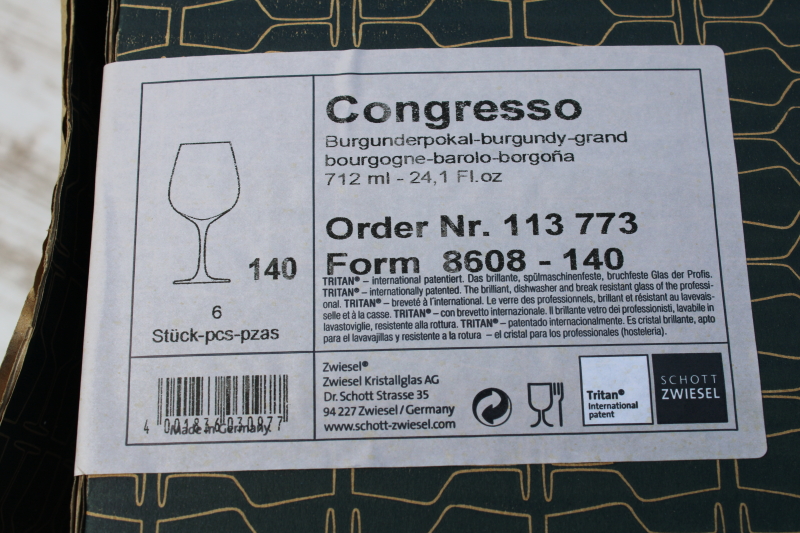 Congresso
Burgunderpokal-burgundy-grand
bourgogne-barolo-borgoña
712 ml - 24,1 Fl.oz
Order Nr. 113 773
Form 8608 - 140
140
6
Stück-pcs-pzas
TRITAN® – international patentiert. Das brillante, spülmaschinenfeste, bruchfeste Glas der Profis.
TRITAN® – internationally patented. The brilliant, dishwasher and break resistant glass of the professi-
onal. TRITAN® – breveté à l'international. Le verre des professionnels, brillant et résistant au lavevais-
selle et à la casse. TRITAN® – con brevetto internazionale. Il brillante vetro dei professionisti, lavabile in
lavastoviglie, resistente alla rottura. TRITAN® – patentado internacionalmente. Es cristal brillante, apto
para el lavavajillas y resistente a la rotura – el cristal para los profesionales (hosteleria).
4 001836 030877
Made in Germany
Zwiesel®
Zwiesel Kristallglas AG
Dr. Schott Strasse 35
94 227 Zwiesel / Germany
www.schott-zwiesel.com
Tritan®
International
patent
SCHOTT
ZWIESEL